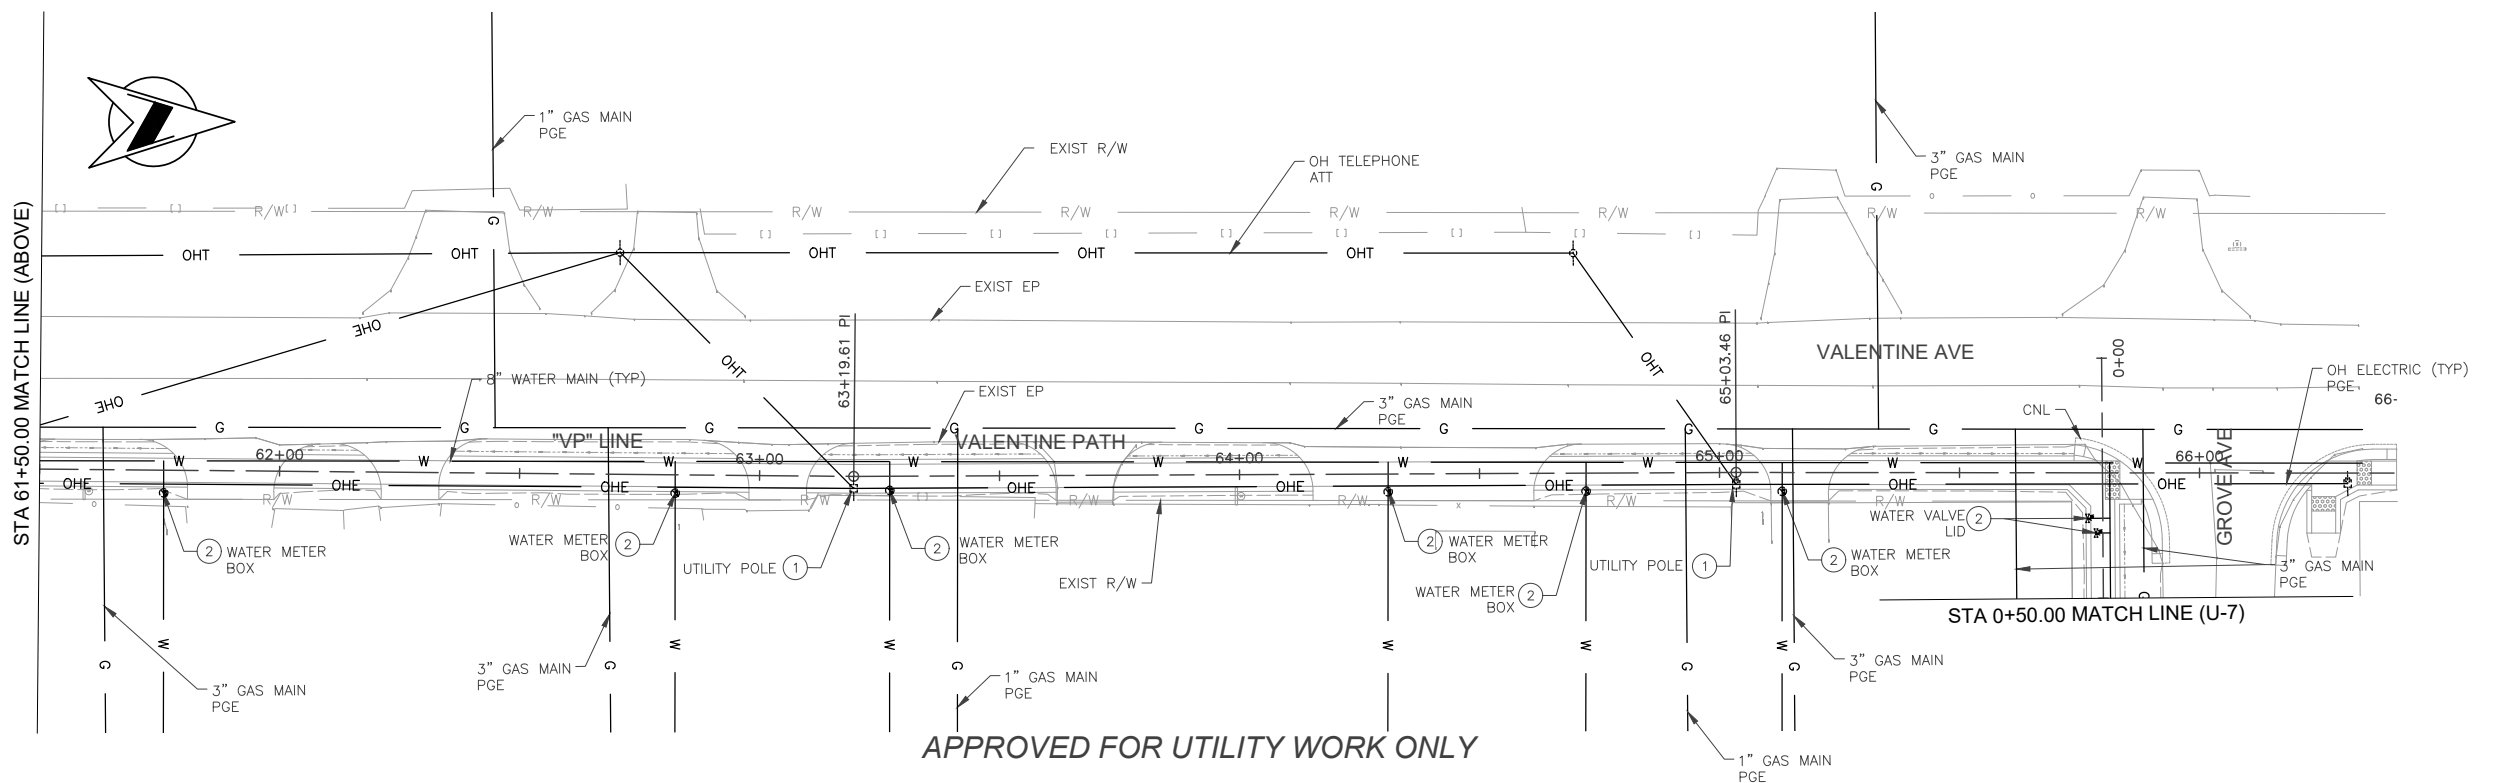 1" GAS MAIN
PGE
EXIST R/W
OH TELEPHONE
ATT
3" GAS MAIN
PGE
G
[ ] [ ] R/W [ ] R/W R/W R/W R/W R/W R/W R/W
G
[ ] [ ] [ ] [ ] [ ] [ ] [ ] [ ] [ ]
OHT OHT OHT OHT OHT
STA 61+50.00 MATCH LINE (ABOVE)
EXIST EP
OHE
OHT
OHT
63+19.61 PI
65+03.46 PI
VALENTINE AVE
0+00
8" WATER MAIN (TYP)
EXIST EP
OH ELECTRIC (TYP)
PGE
OHE
3" GAS MAIN
PGE
66-
CNL
G G G G G G G G G
"VP" LINE
VALENTINE PATH
GROVE AVE
62+00 63+00 64+00 65+00 66+00
W W W W W W W W W
OHE OHE OHE OHE OHE OHE OHE OHE
R/W R/W R/W R/W R/W R/W R/W
WATER VALVE 2
LID
2 WATER METER
BOX
WATER METER 2
BOX
UTILITY POLE 1
2 WATER METER
BOX
EXIST R/W
2 WATER METER
BOX
WATER METER 2
BOX
UTILITY POLE 1
2 WATER METER
BOX
3" GAS MAIN
PGE
G
STA 0+50.00 MATCH LINE (U-7)
W W W W W W
G G G G G
3" GAS MAIN
PGE
3" GAS MAIN
PGE
1" GAS MAIN
PGE
3" GAS MAIN
PGE
APPROVED FOR UTILITY WORK ONLY
1" GAS MAIN
PGE